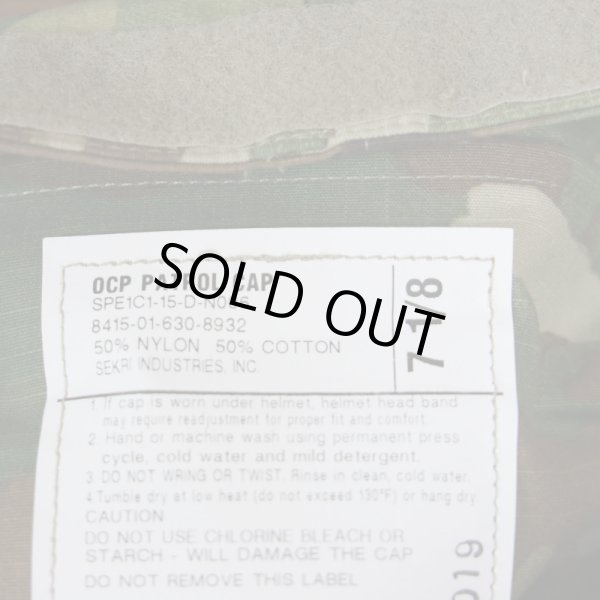 OCP PATROL CAP
SPE1C1-15-D-N0
8415-01-630-8932
50% NYLON 50% COTTON
SEKRI INDUSTRIES, INC.
7 1/8
SOLD OUT
1. If cap is worn under helmet, helmet head band
may require readjustment for proper fit and comfort.
2. Hand or machine wash using permanent press
cycle, cold water and mild detergent.
3. DO NOT WRING OR TWIST. Rinse in clean, cold water.
4. Tumble dry at low heat (do not exceed 130°F) or hang dry.
CAUTION
DO NOT USE CHLORINE BLEACH OR
STARCH - WILL DAMAGE THE CAP
DO NOT REMOVE THIS LABEL
019